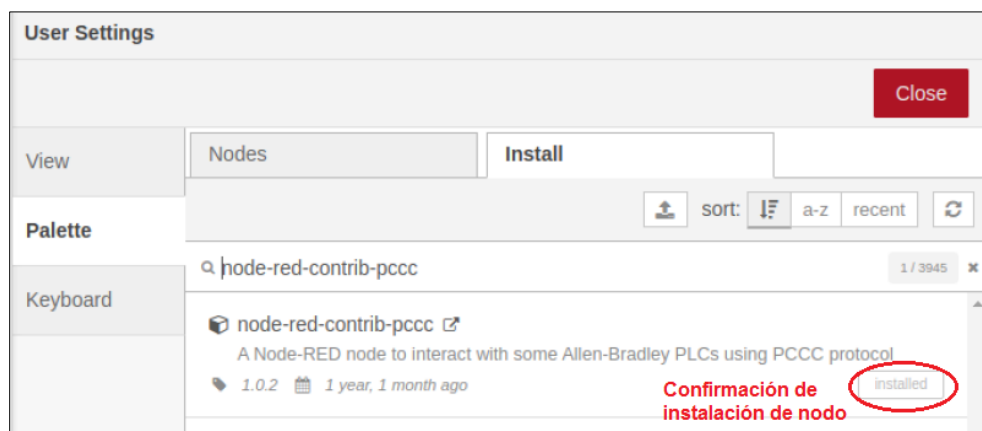 User Settings
Close
View
Nodes
Install
sort:
a-z
recent
Palette
node-red-contrib-pccc
1 / 3945
Keyboard
node-red-contrib-pccc
A Node-RED node to interact with some Allen-Bradley PLCs using PCCC protocol
1.0.2
1 year, 1 month ago
installed
Confirmación de
instalación de nodo